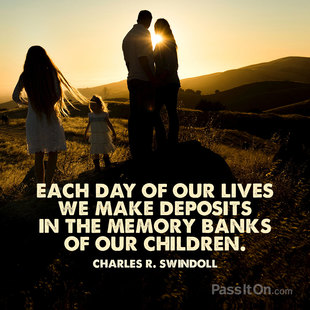 EACH DAY OF OUR LIVES
WE MAKE DEPOSITS
IN THE MEMORY BANKS
OF OUR CHILDREN.
CHARLES R. SWINDOLL
PassItOn.com